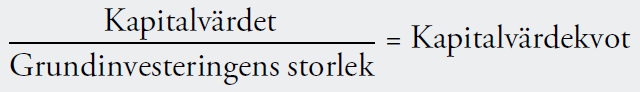 Kapitalvärdet
Grundinvesteringens storlek = Kapitalvärdekvot